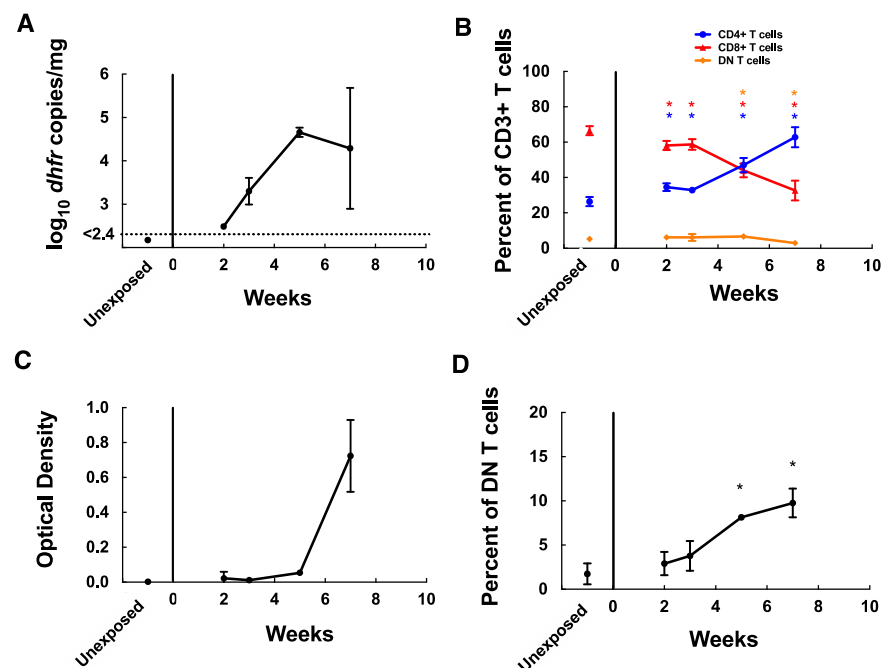 A
log10 dhfr copies/mg
6
5
4
3
<2.4
Unexposed
0
2
4
6
8
10
Weeks
B
CD4+ T cells
CD8+ T cells
DN T cells
Percent of CD3+ T cells
100
80
60
40
20
0
* *
* * * *
* * * *
Unexposed
0
2
4
6
8
10
Weeks
C
Optical Density
1.0
0.8
0.6
0.4
0.2
0.0
Unexposed
0
2
4
6
8
10
Weeks
D
Percent of DN T cells
20
15
10
5
0
* *
Unexposed
0
2
4
6
8
10
Weeks